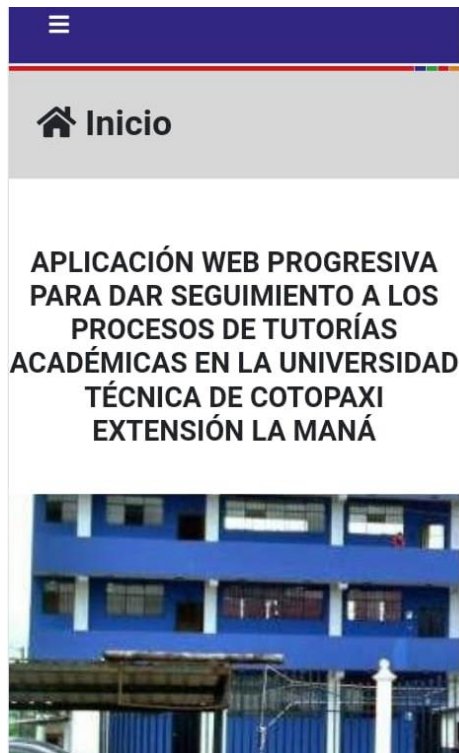 Inicio
APLICACIÓN WEB PROGRESIVA
PARA DAR SEGUIMIENTO A LOS
PROCESOS DE TUTORÍAS
ACADÉMICAS EN LA UNIVERSIDAD
TÉCNICA DE COTOPAXI
EXTENSIÓN LA MANÁ